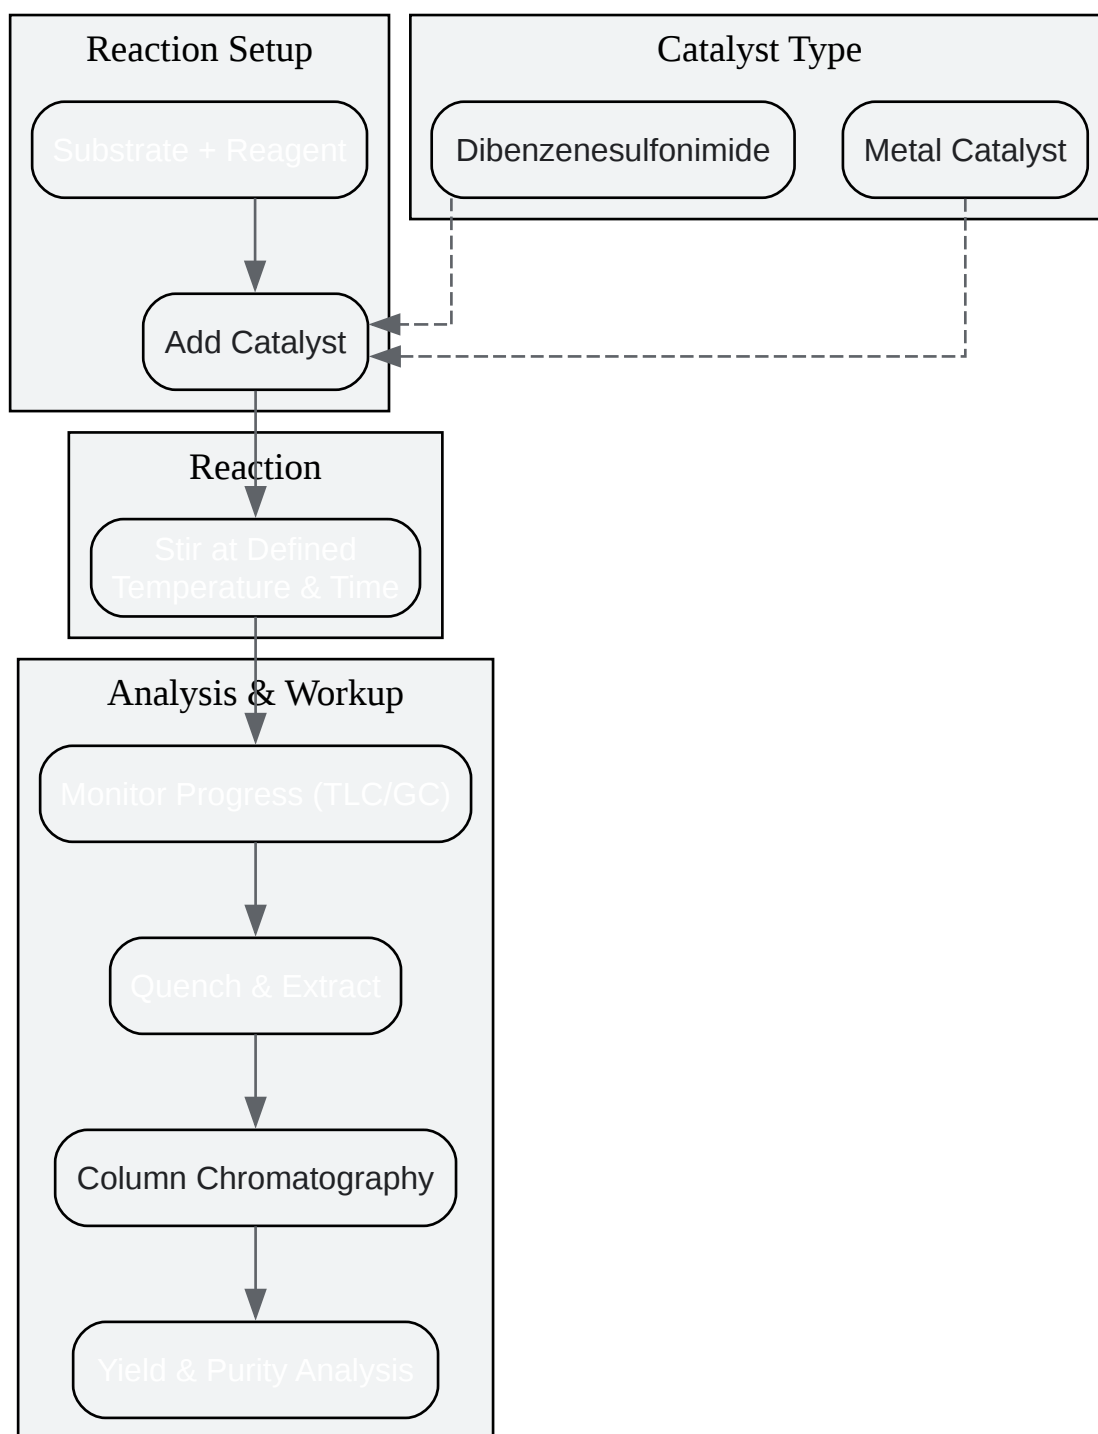 Reaction Setup
Catalyst Type
Substrate + Reagent
Dibenzenesulfonimide
Metal Catalyst
Add Catalyst
Reaction
Stir at Defined
Temperature & Time
Analysis & Workup
Monitor Progress (TLC/GC)
Quench & Extract
Column Chromatography
Yield & Purity Analysis